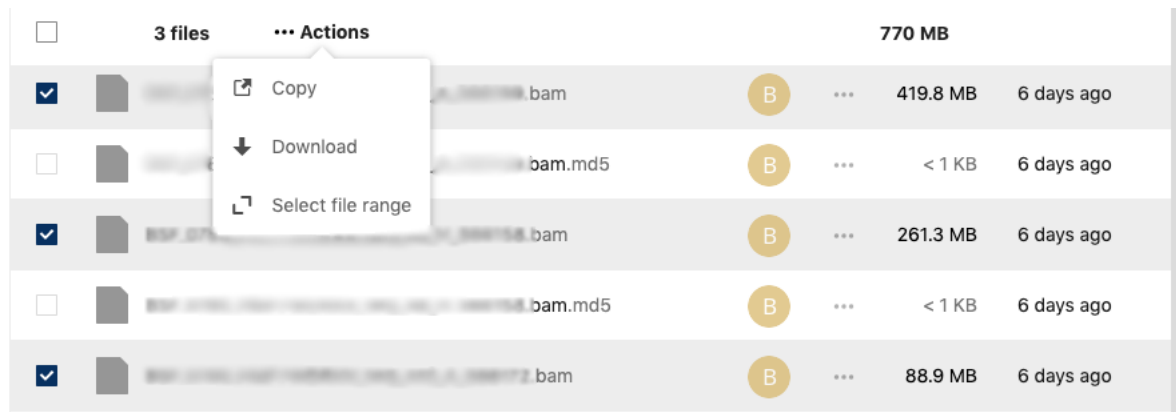 3 files ••• Actions 770 MB
.bam B ••• 419.8 MB 6 days ago
Copy
Download
.bam.md5 B ••• < 1 KB 6 days ago
Select file range
.bam B ••• 261.3 MB 6 days ago
.bam.md5 B ••• < 1 KB 6 days ago
.bam B ••• 88.9 MB 6 days ago